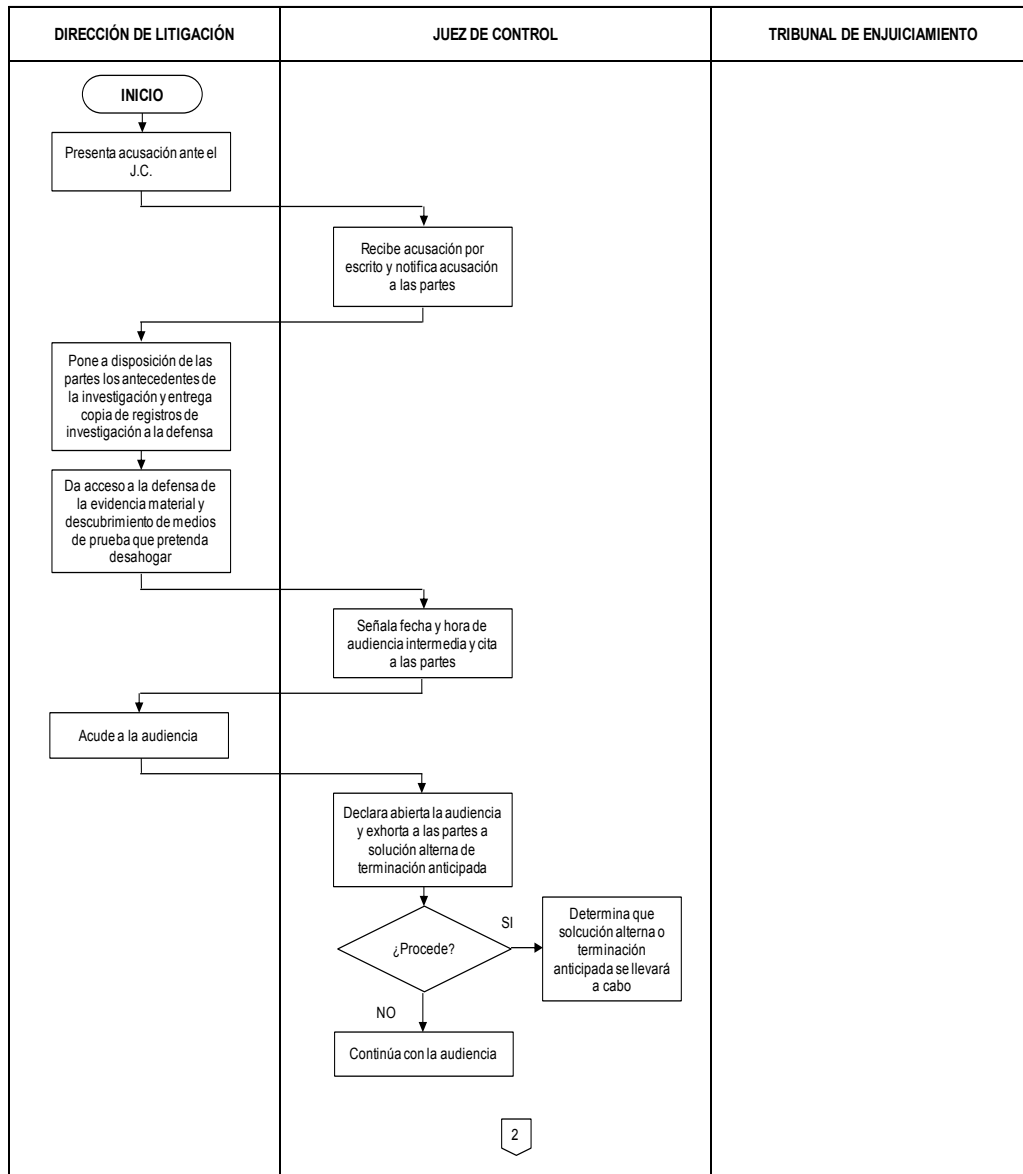 DIRECCIÓN DE LITIGACIÓN
JUEZ DE CONTROL
TRIBUNAL DE ENJUICIAMIENTO
INICIO
Presenta acusación ante el
J.C.
Recibe acusación por
escrito y notifica acusación
a las partes
Pone a disposición de las
partes los antecedentes de
la investigación y entrega
copia de registros de
investigación a la defensa
Da acceso a la defensa de
la evidencia material y
descubrimiento de medios
de prueba que pretenda
desahogar
Señala fecha y hora de
audiencia intermedia y cita
a las partes
Acude a la audiencia
Declara abierta la audiencia
y exhorta a las partes a
solución alterna de
terminación anticipada
¿Procede?
SI
Determina que
solcución alterna o
terminación
anticipada se llevará
a cabo
NO
Continúa con la audiencia
2